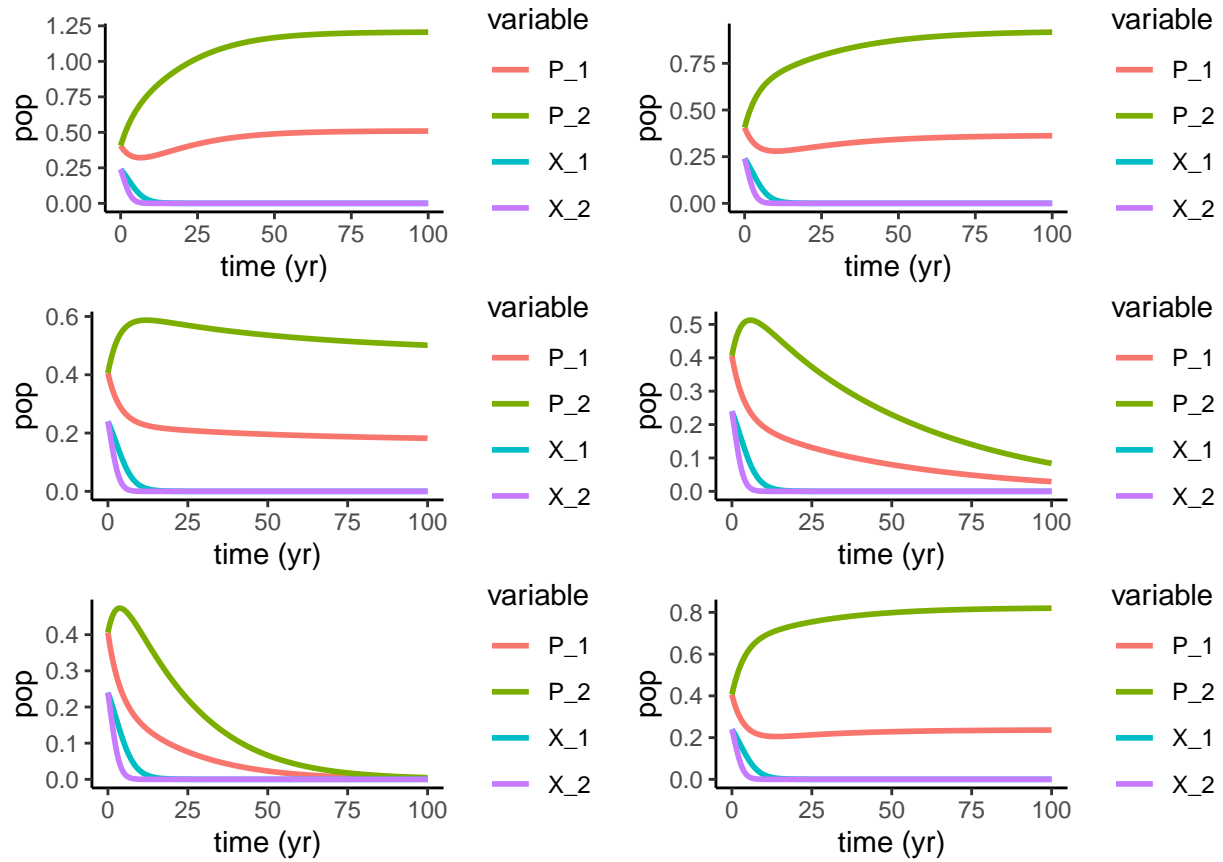 variable
1.25
1.00
0.75
0.50
0.25
0.00
pop
0 25 50 75 100
time (yr)
P_1
P_2
X_1
X_2
variable
0.75
0.50
0.25
0.00
pop
0 25 50 75 100
time (yr)
P_1
P_2
X_1
X_2
variable
0.6
0.4
0.2
0.0
pop
0 25 50 75 100
time (yr)
P_1
P_2
X_1
X_2
variable
0.5
0.4
0.3
0.2
0.1
0.0
pop
0 25 50 75 100
time (yr)
P_1
P_2
X_1
X_2
variable
0.4
0.3
0.2
0.1
0.0
pop
0 25 50 75 100
time (yr)
P_1
P_2
X_1
X_2
variable
0.8
0.6
0.4
0.2
0.0
pop
0 25 50 75 100
time (yr)
P_1
P_2
X_1
X_2